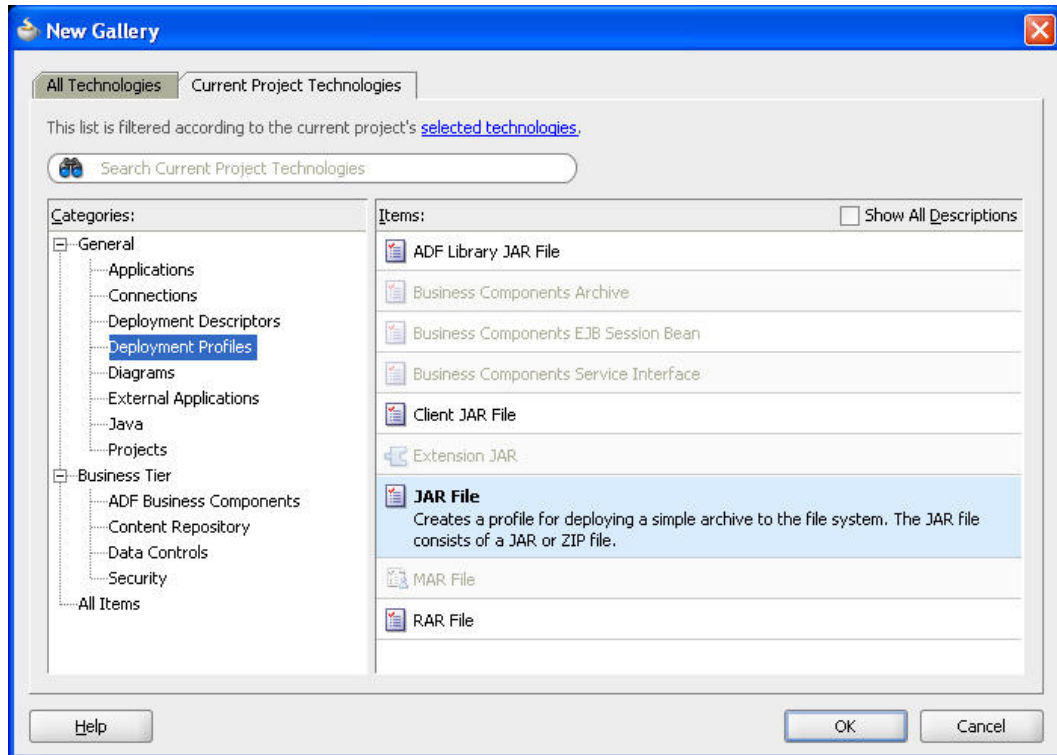 New Gallery
All Technologies
Current Project Technologies
This list is filtered according to the current project's selected technologies.
Search Current Project Technologies
Categories:
General
Applications
Connections
Deployment Descriptors
Deployment Profiles
Diagrams
External Applications
Java
Projects
Business Tier
ADF Business Components
Content Repository
Data Controls
Security
All Items
Items:
Show All Descriptions
ADF Library JAR File
Business Components Archive
Business Components EJB Session Bean
Business Components Service Interface
Client JAR File
Extension JAR
JAR File
Creates a profile for deploying a simple archive to the file system. The JAR file
consists of a JAR or ZIP file.
MAR File
RAR File
Help
OK
Cancel